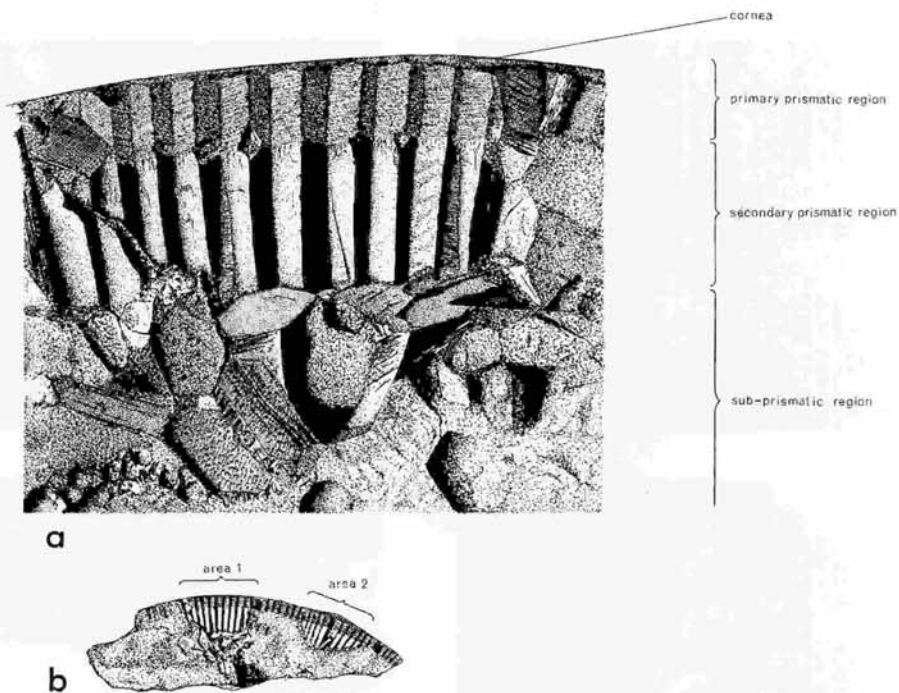 cornea
primary prismatic region
secondary prismatic region
sub-prismatic region
a
area 1
area 2
b